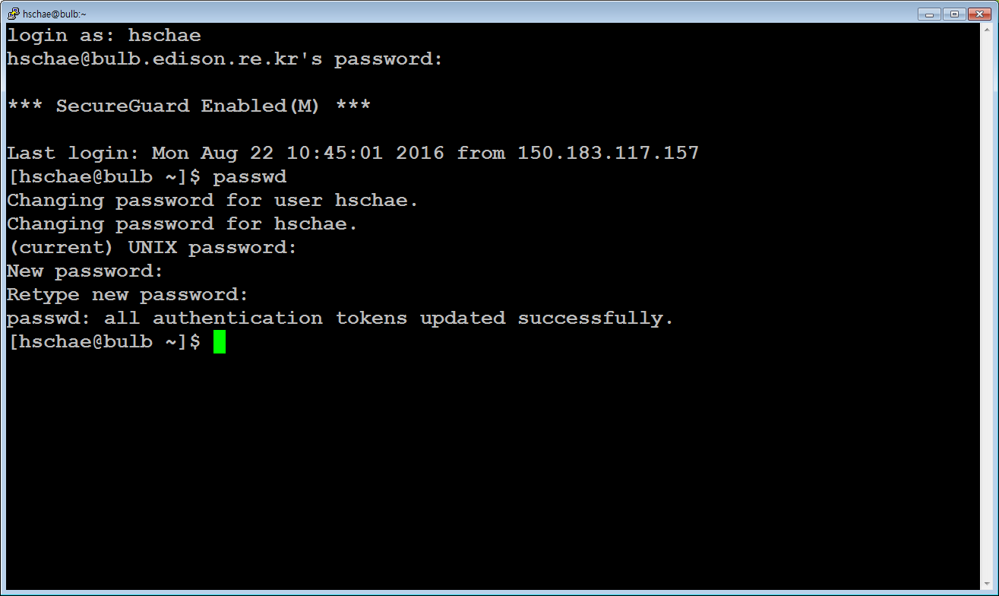 hschae@bulb:~
login as: hschae
hschae@bulb.edison.re.kr's password:
*** SecureGuard Enabled(M) ***
Last login: Mon Aug 22 10:45:01 2016 from 150.183.117.157
[hschae@bulb ~]$ passwd
Changing password for user hschae.
Changing password for hschae.
(current) UNIX password:
New password:
Retype new password:
passwd: all authentication tokens updated successfully.
[hschae@bulb ~]$